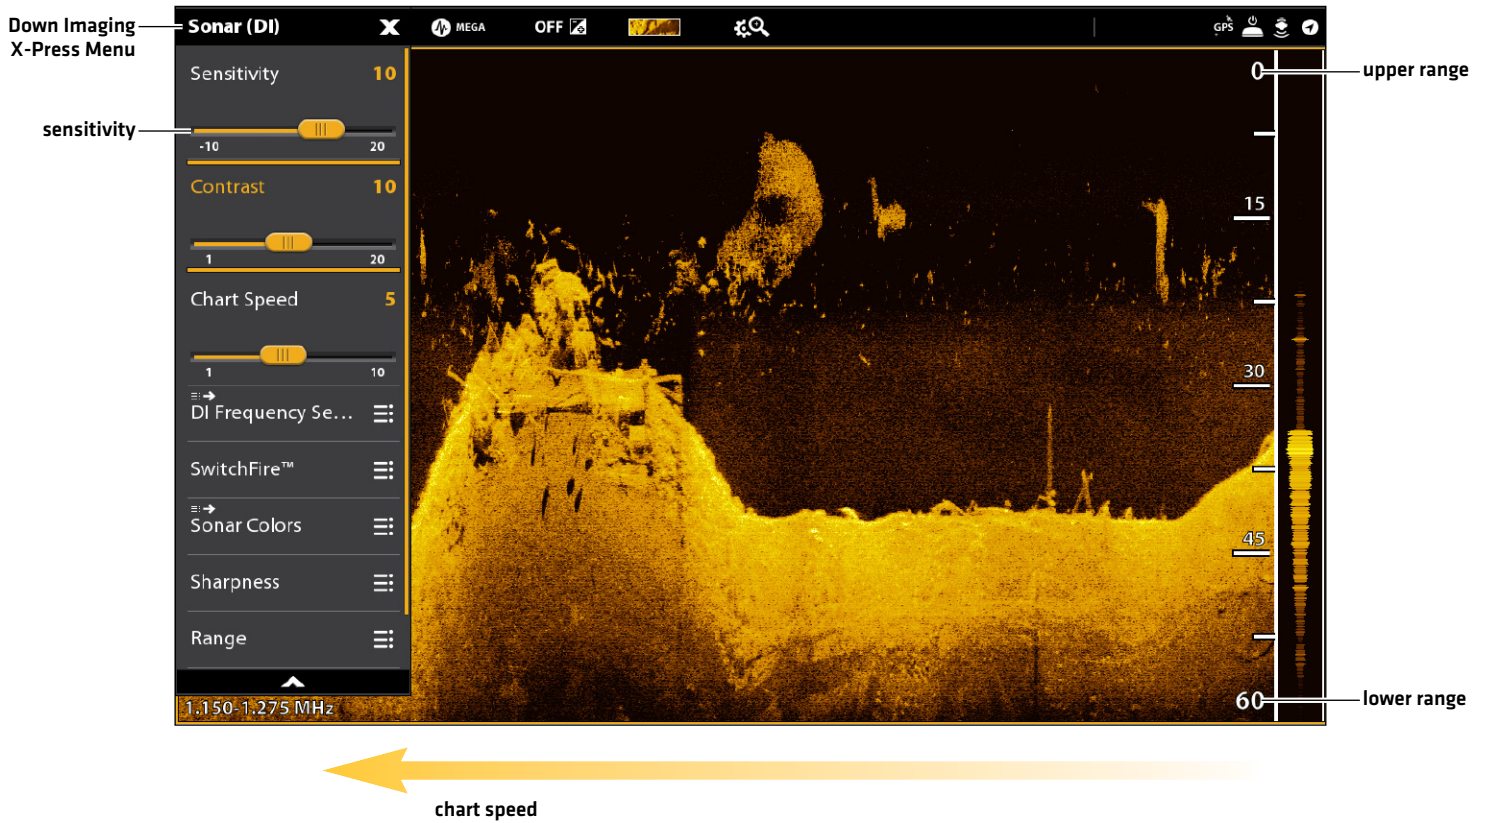 Down Imaging
X-Press Menu
Sonar (DI)
X
MEGA
OFF
GPS
Sensitivity 10
sensitivity
-10 20
Contrast 10
1 20
Chart Speed 5
1 10
DI Frequency Se...
SwitchFire™
Sonar Colors
Sharpness
Range
1.150-1.275 MHz
0
upper range
15
30
45
60
lower range
chart speed